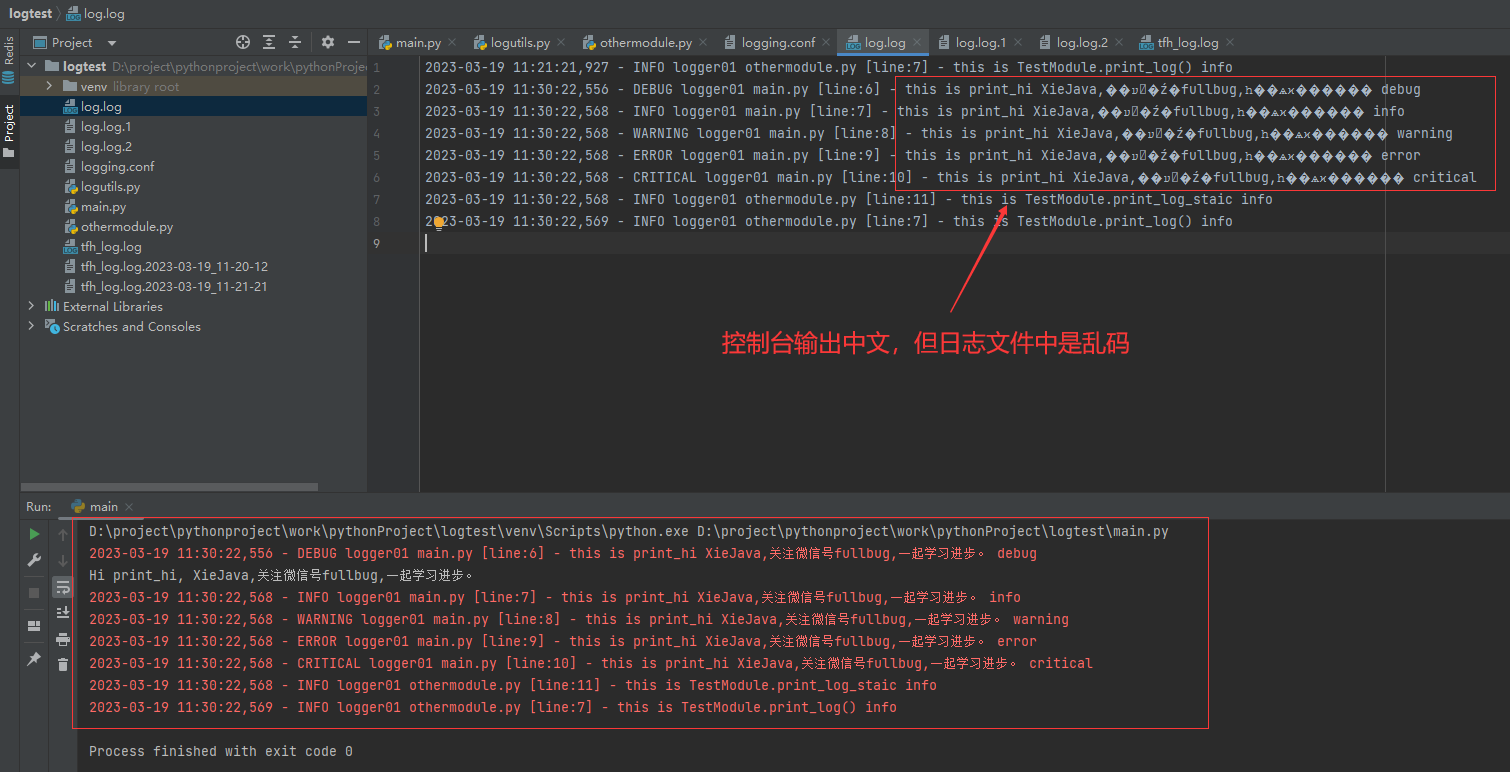 logtest log.log
Project
main.py logutils.py othermodule.py logging.conf log.log log.log.1 log.log.2 tfh_log.log
Redis
Project
logtest D:\project\pythonproject\work\pythonProje
venv library root
log.log
log.log.1
log.log.2
logging.conf
logutils.py
main.py
othermodule.py
tfh_log.log
tfh_log.log.2023-03-19_11-20-12
tfh_log.log.2023-03-19_11-21-21
External Libraries
Scratches and Consoles
1 2023-03-19 11:21:21,927 - INFO logger01 othermodule.py [line:7] - this is TestModule.print_log() info
2 2023-03-19 11:30:22,556 - DEBUG logger01 main.py [line:6] - this is print_hi XieJava, fullbug, debug
3 2023-03-19 11:30:22,568 - INFO logger01 main.py [line:7] - this is print_hi XieJava, fullbug, info
4 2023-03-19 11:30:22,568 - WARNING logger01 main.py [line:8] - this is print_hi XieJava, fullbug, warning
5 2023-03-19 11:30:22,568 - ERROR logger01 main.py [line:9] - this is print_hi XieJava, fullbug, error
6 2023-03-19 11:30:22,568 - CRITICAL logger01 main.py [line:10] - this is print_hi XieJava, fullbug, critical
7 2023-03-19 11:30:22,568 - INFO logger01 othermodule.py [line:11] - this is TestModule.print_log_staic info
8 2023-03-19 11:30:22,569 - INFO logger01 othermodule.py [line:7] - this is TestModule.print_log() info
9
控制台输出中文，但日志文件中是乱码
Run: main
D:\project\pythonproject\work\pythonProject\logtest\venv\Scripts\python.exe D:\project\pythonproject\work\pythonProject\logtest\main.py
2023-03-19 11:30:22,556 - DEBUG logger01 main.py [line:6] - this is print_hi XieJava,关注微信号fullbug,一起学习进步。 debug
Hi print_hi, XieJava,关注微信号fullbug,一起学习进步。
2023-03-19 11:30:22,568 - INFO logger01 main.py [line:7] - this is print_hi XieJava,关注微信号fullbug,一起学习进步。 info
2023-03-19 11:30:22,568 - WARNING logger01 main.py [line:8] - this is print_hi XieJava,关注微信号fullbug,一起学习进步。 warning
2023-03-19 11:30:22,568 - ERROR logger01 main.py [line:9] - this is print_hi XieJava,关注微信号fullbug,一起学习进步。 error
2023-03-19 11:30:22,568 - CRITICAL logger01 main.py [line:10] - this is print_hi XieJava,关注微信号fullbug,一起学习进步。 critical
2023-03-19 11:30:22,568 - INFO logger01 othermodule.py [line:11] - this is TestModule.print_log_staic info
2023-03-19 11:30:22,569 - INFO logger01 othermodule.py [line:7] - this is TestModule.print_log() info
Process finished with exit code 0